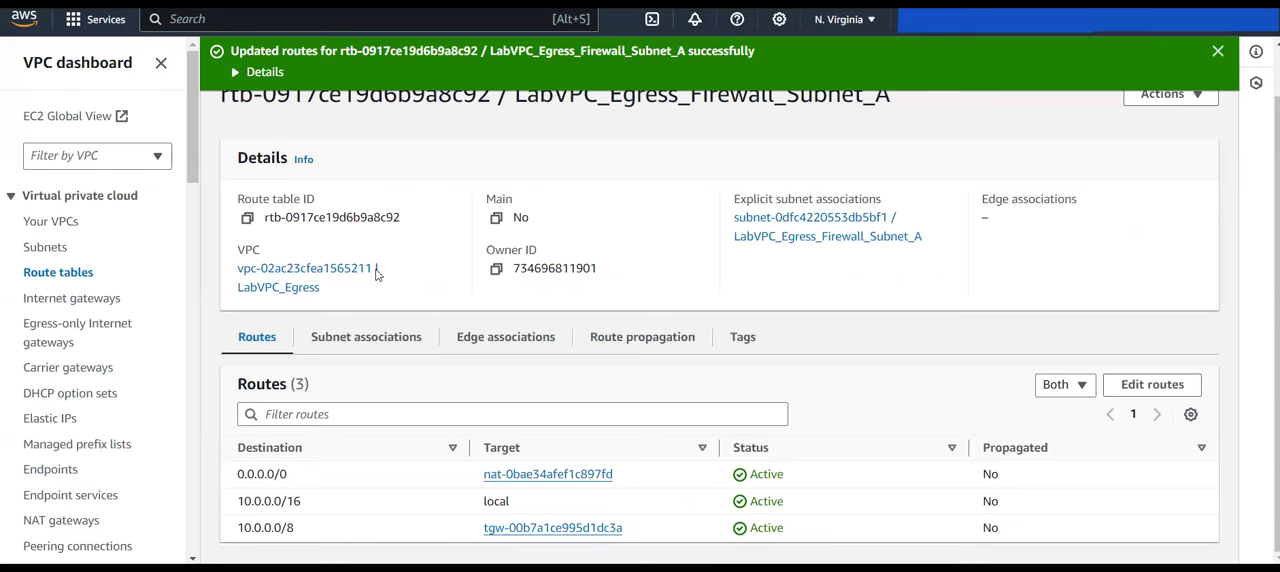 aws
Services
Search
[Alt+S]
N. Virginia
VPC dashboard
EC2 Global View
Filter by VPC
Virtual private cloud
Your VPCs
Subnets
Route tables
Internet gateways
Egress-only Internet
gateways
Carrier gateways
DHCP option sets
Elastic IPs
Managed prefix lists
Endpoints
Endpoint services
NAT gateways
Peering connections
Updated routes for rtb-0917ce19d6b9a8c92 / LabVPC_Egress_Firewall_Subnet_A successfully
Details
rtb-0917ce19d6b9a8c92 / LabVPC_Egress_Firewall_Subnet_A
Actions
Details Info
Route table ID
rtb-0917ce19d6b9a8c92
Main
No
Explicit subnet associations
subnet-0dfc4220553db5bf1 /
LabVPC_Egress_Firewall_Subnet_A
Edge associations
–
VPC
vpc-02ac23cfea1565211 |
LabVPC_Egress
Owner ID
734696811901
Routes
Subnet associations
Edge associations
Route propagation
Tags
Routes (3)
Both
Edit routes
Filter routes
1
Destination Target Status Propagated
0.0.0.0/0 nat-0bae34afef1c897fd Active No
10.0.0.0/16 local Active No
10.0.0.0/8 tgw-00b7a1ce995d1dc3a Active No